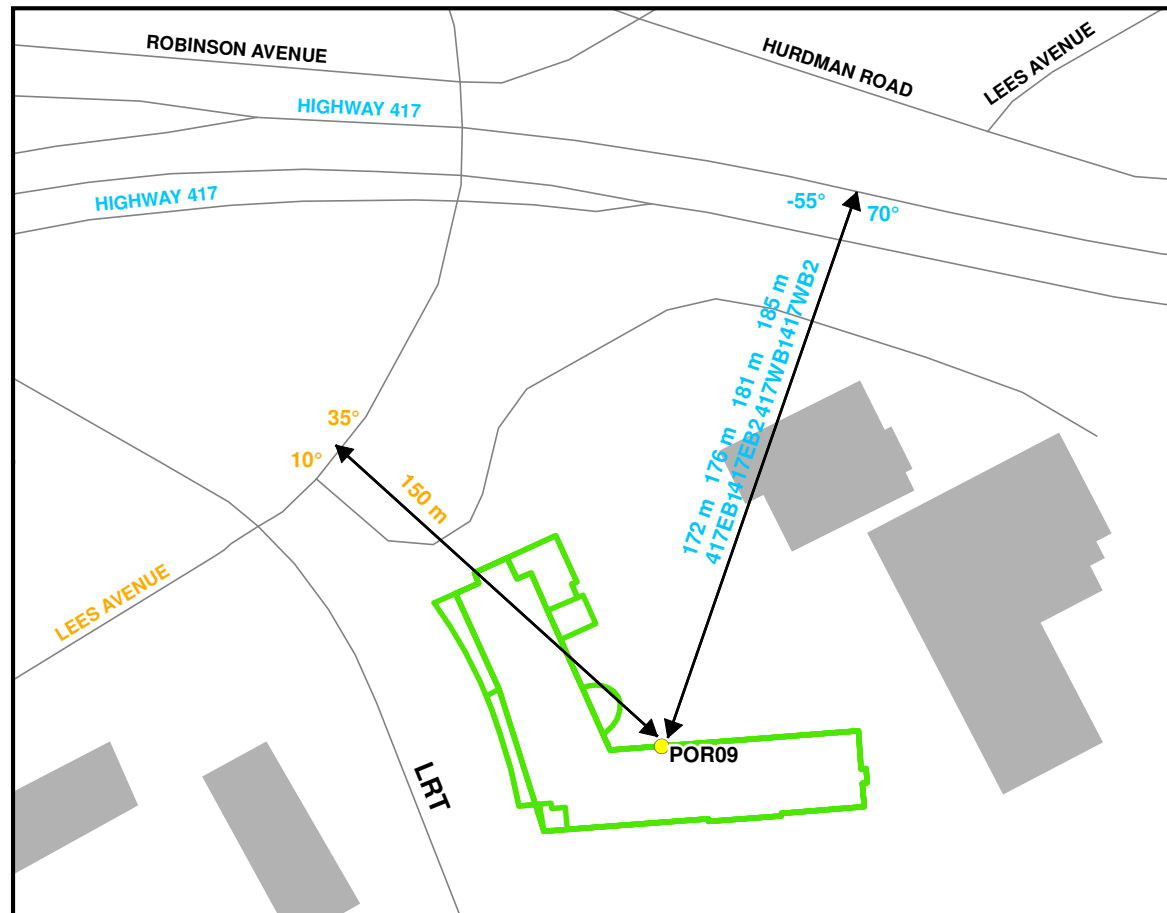 ROBINSON AVENUE
HURDMAN ROAD
LEES AVENUE
HIGHWAY 417
HIGHWAY 417
-55°
70°
172 m 176 m 181 m 185 m
417EB1 417EB2 417WB1 417WB2
35°
10°
150 m
LEES AVENUE
POR09
LRT